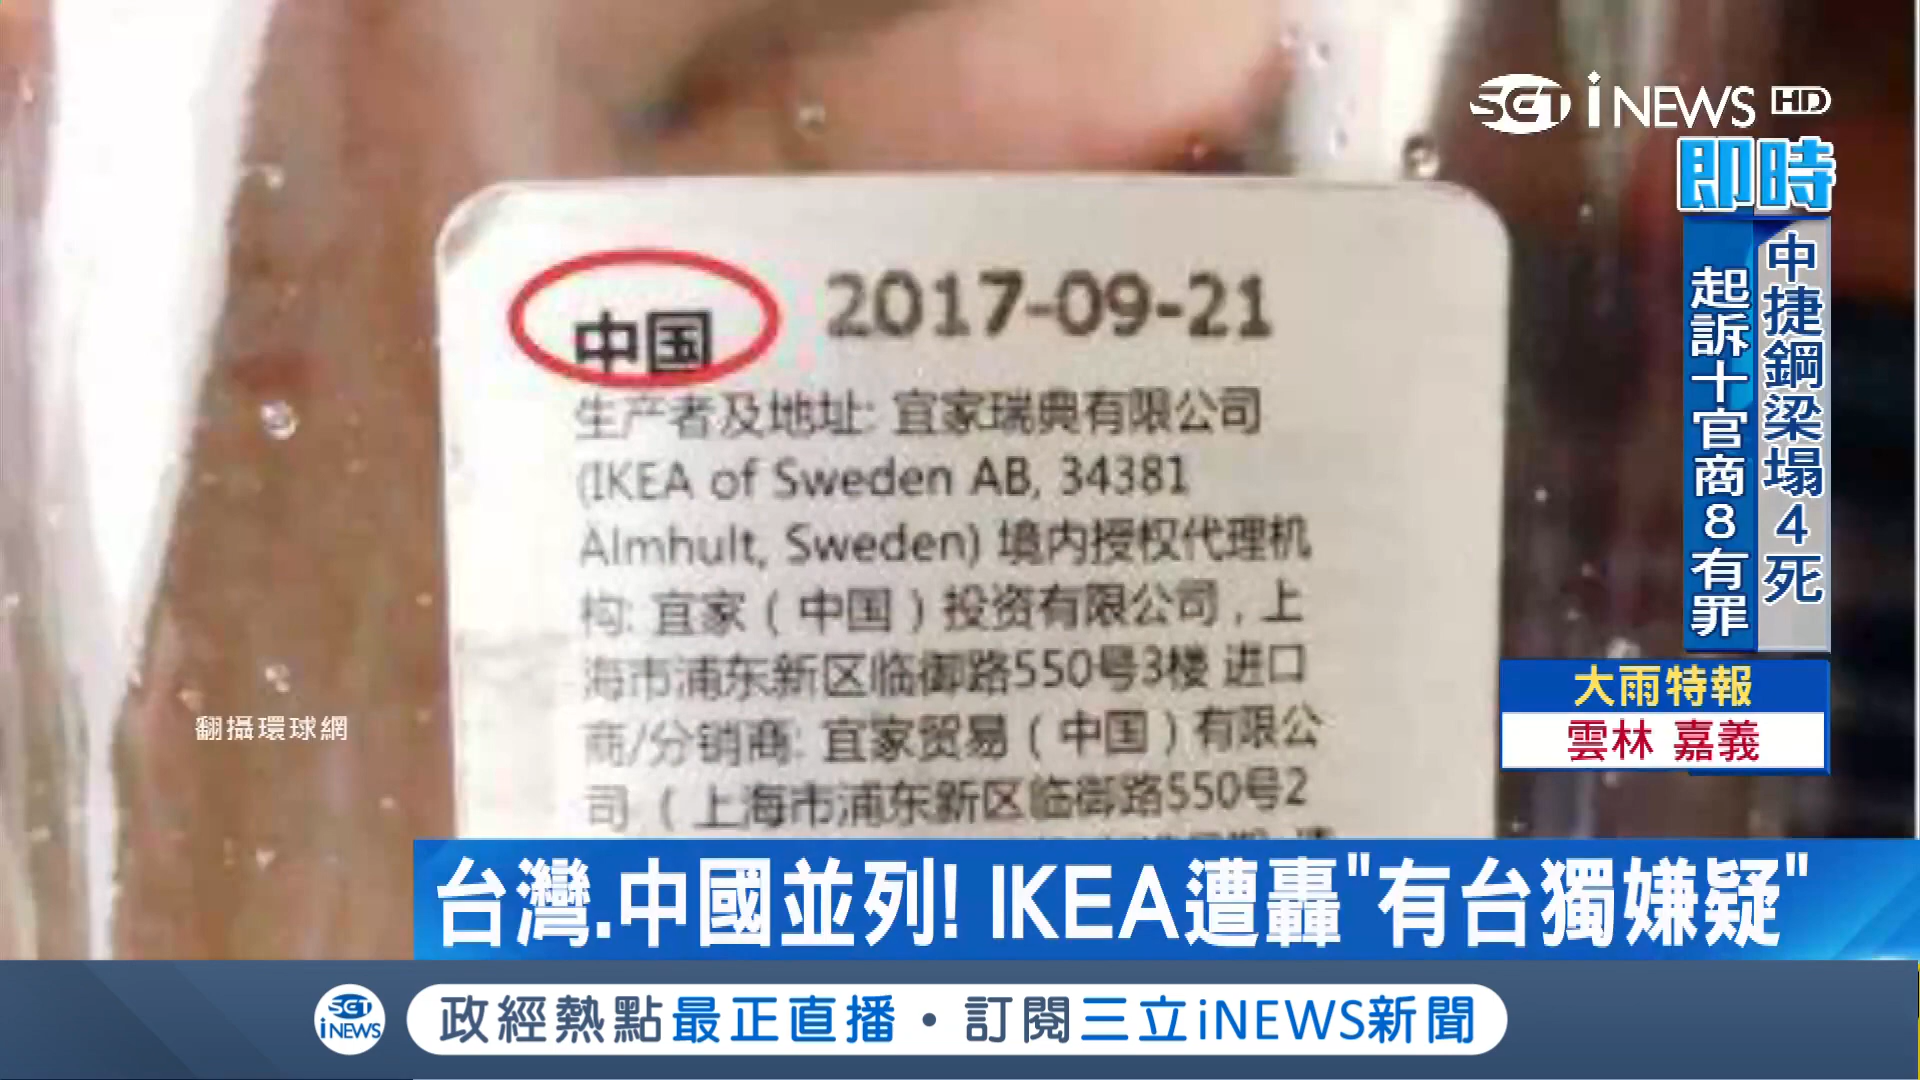 SET iNEWS HD
即時
中捷鋼梁塌4死
起訴十官商8有罪
中国 2017-09-21
生产者及地址: 宜家瑞典有限公司
(IKEA of Sweden AB, 34381
Almhult, Sweden) 境内授权代理机
构: 宜家（中国）投资有限公司，上
海市浦东新区临御路550号3楼 进口
商/分销商: 宜家贸易（中国）有限公
司（上海市浦东新区临御路550号2
大雨特報
雲林 嘉義
翻攝環球網
台灣.中國並列! IKEA遭轟"有台獨嫌疑"
SET iNEWS
政經熱點最正直播・訂閱三立iNEWS新聞